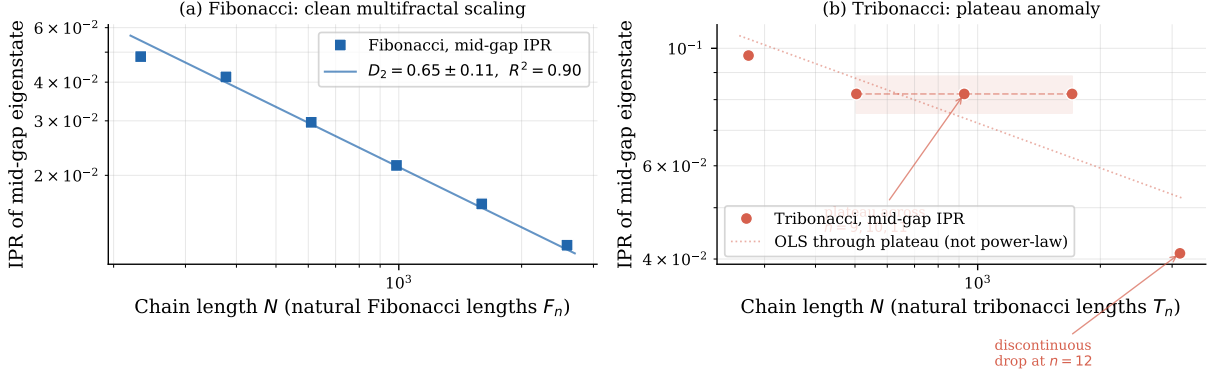 (a) Fibonacci: clean multifractal scaling
IPR of mid-gap eigenstate
6 × 10⁻²
4 × 10⁻²
3 × 10⁻²
2 × 10⁻²
Fibonacci, mid-gap IPR
D₂ = 0.65 ± 0.11, R² = 0.90
10³
Chain length N (natural Fibonacci lengths Fₙ)
(b) Tribonacci: plateau anomaly
IPR of mid-gap eigenstate
10⁻¹
6 × 10⁻²
4 × 10⁻²
Tribonacci, mid-gap IPR
OLS through plateau (not power-law)
10³
Chain length N (natural tribonacci lengths Tₙ)
discontinuous
drop at n = 12